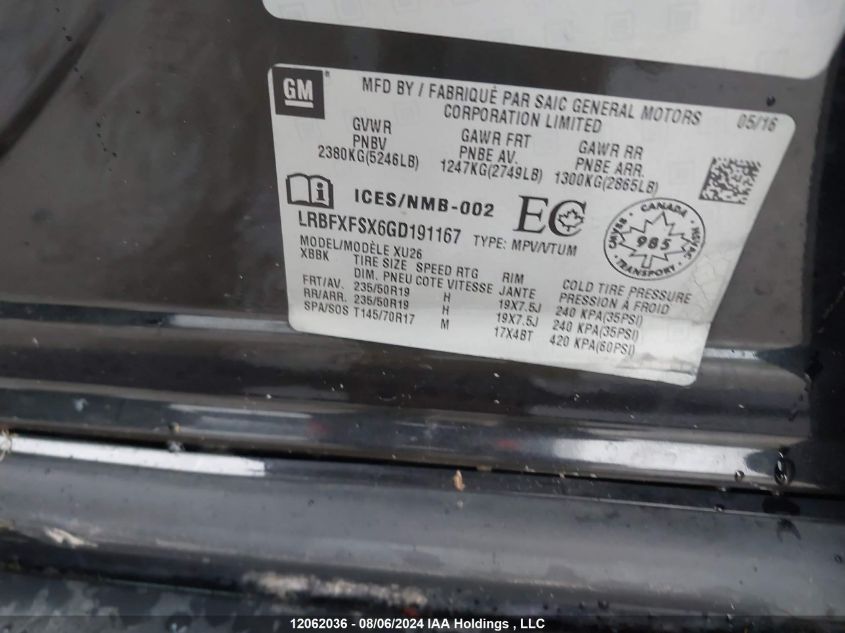 GM
MFD BY / FABRIQUÉ PAR SAIC GENERAL MOTORS
CORPORATION LIMITED
05/16
GVWR
PNBV
2380KG(5246LB)
GAWR FRT
PNBE AV.
1247KG(2749LB)
GAWR RR
PNBE ARR.
1300KG(2865LB)
ICES/NMB-002
EC
LRBFXFSX6GD191167 TYPE: MPV/VTUM
CANADA
CMVSS NSVAC
985
TRANSPORT
MODEL/MODÈLE XU26
XBBK
TIRE SIZE SPEED RTG RIM COLD TIRE PRESSURE
DIM. PNEU COTE VITESSE JANTE PRESSION À FROID
FRT/AV. 235/50R19 H 19X7.5J 240 KPA(35PSI)
RR/ARR. 235/50R19 H 19X7.5J 240 KPA(35PSI)
SPA/SOS T145/70R17 M 17X4BT 420 KPA(60PSI)
12062036 - 08/06/2024 IAA Holdings , LLC